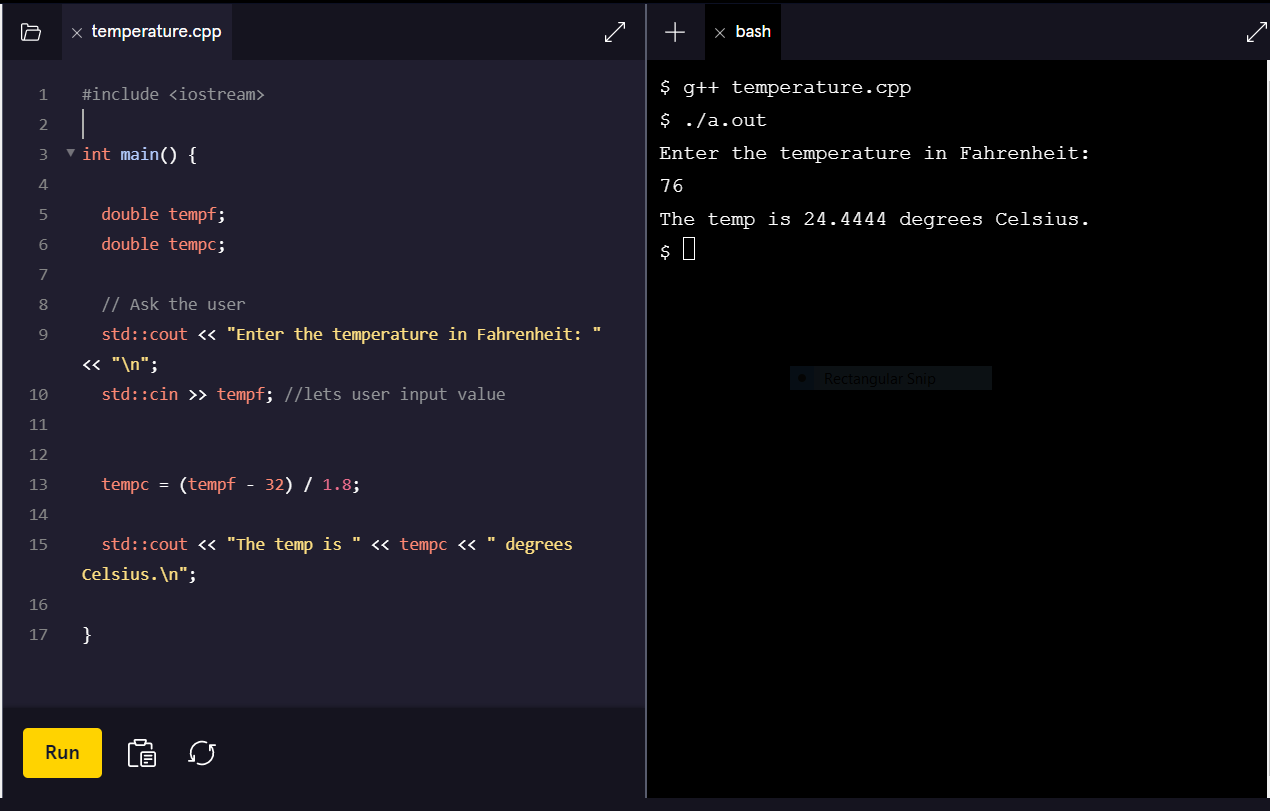 temperature.cpp
1 #include <iostream>
2
3 int main() {
4
5 double tempf;
6 double tempc;
7
8 // Ask the user
9 std::cout << "Enter the temperature in Fahrenheit: "
<< "\n";
10 std::cin >> tempf; //lets user input value
11
12
13 tempc = (tempf - 32) / 1.8;
14
15 std::cout << "The temp is " << tempc << " degrees
Celsius.\n";
16
17 }
Run
bash
$ g++ temperature.cpp
$ ./a.out
Enter the temperature in Fahrenheit:
76
The temp is 24.4444 degrees Celsius.
$
Rectangular Snip